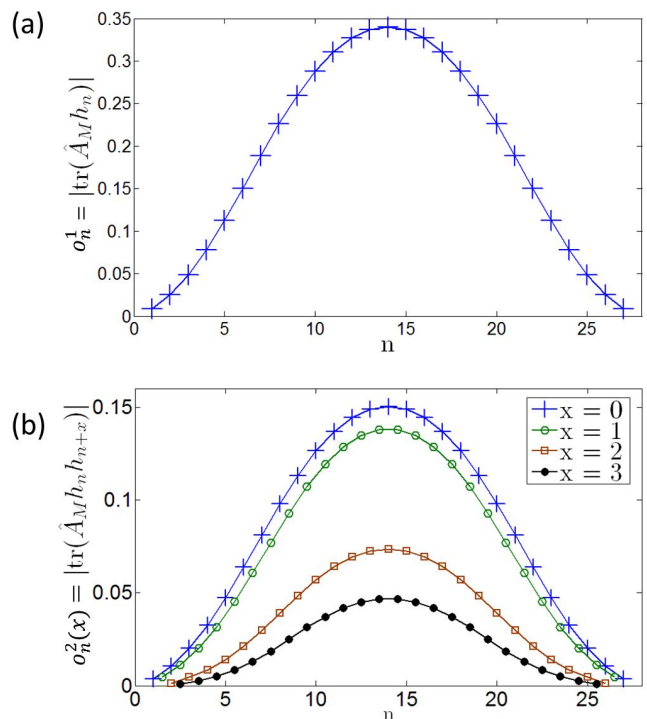 (a)
0.35
0.3
0.25
0.2
0.15
0.1
0.05
0
5
10
15
20
25
n
o_n^1 = |tr(Â_M h_n)|
(b)
0.15
0.1
0.05
0
5
10
15
20
25
n
o_n^2(x) = |tr(Â_M h_n h_{n+x})|
x = 0
x = 1
x = 2
x = 3